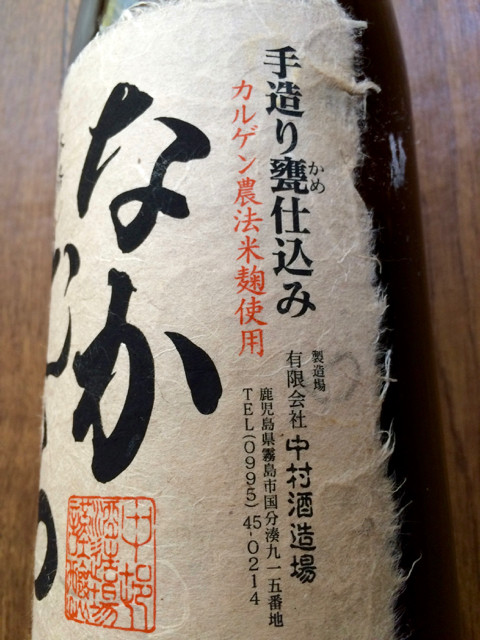 手造り甕仕込み
かめ
カルゲン農法米麹使用
製造場
有限会社 中村酒造場
鹿児島県霧島市国分湊九一五番地
TEL(0995)45-0214
なか